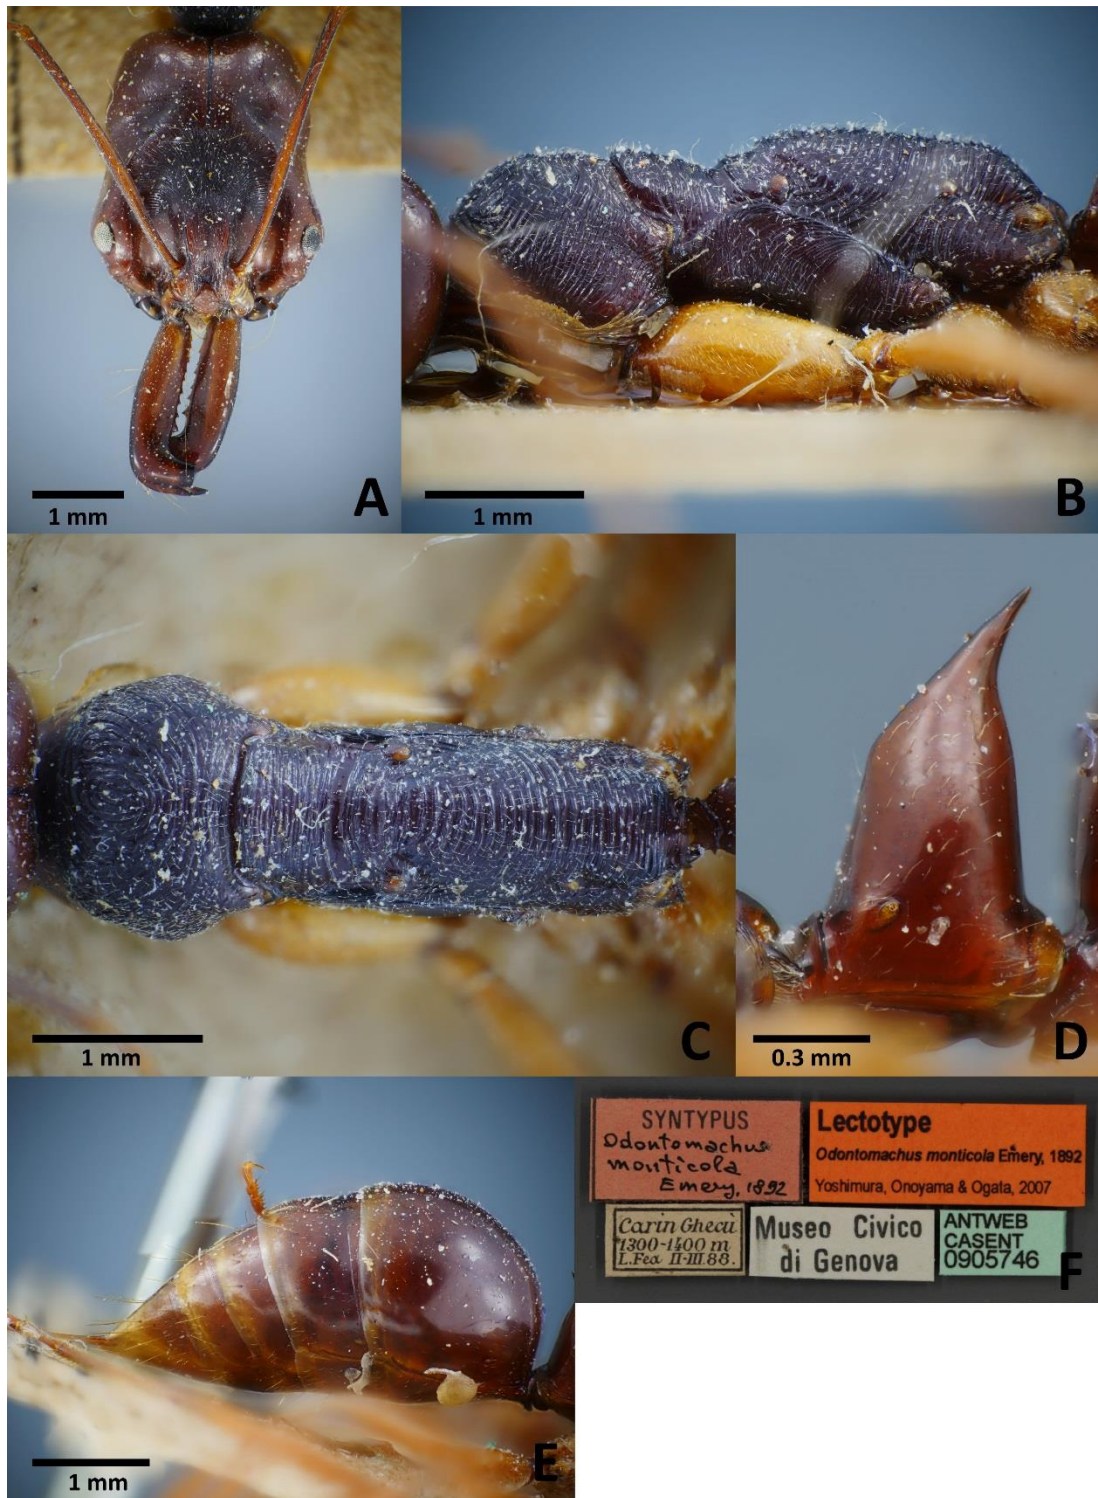 A
1 mm
B
1 mm
C
1 mm
D
0.3 mm
E
1 mm
SYNTYPUS
Odontomachus
monticola
Emery, 1892
Lectotype
Odontomachus monticola Emery, 1892
Yoshimura, Onoyama & Ogata, 2007
Carin Ghecù
1300-1400 m
L. Fea II-III.88.
Museo Civico
di Genova
ANTWEB
CASENT
0905746
F